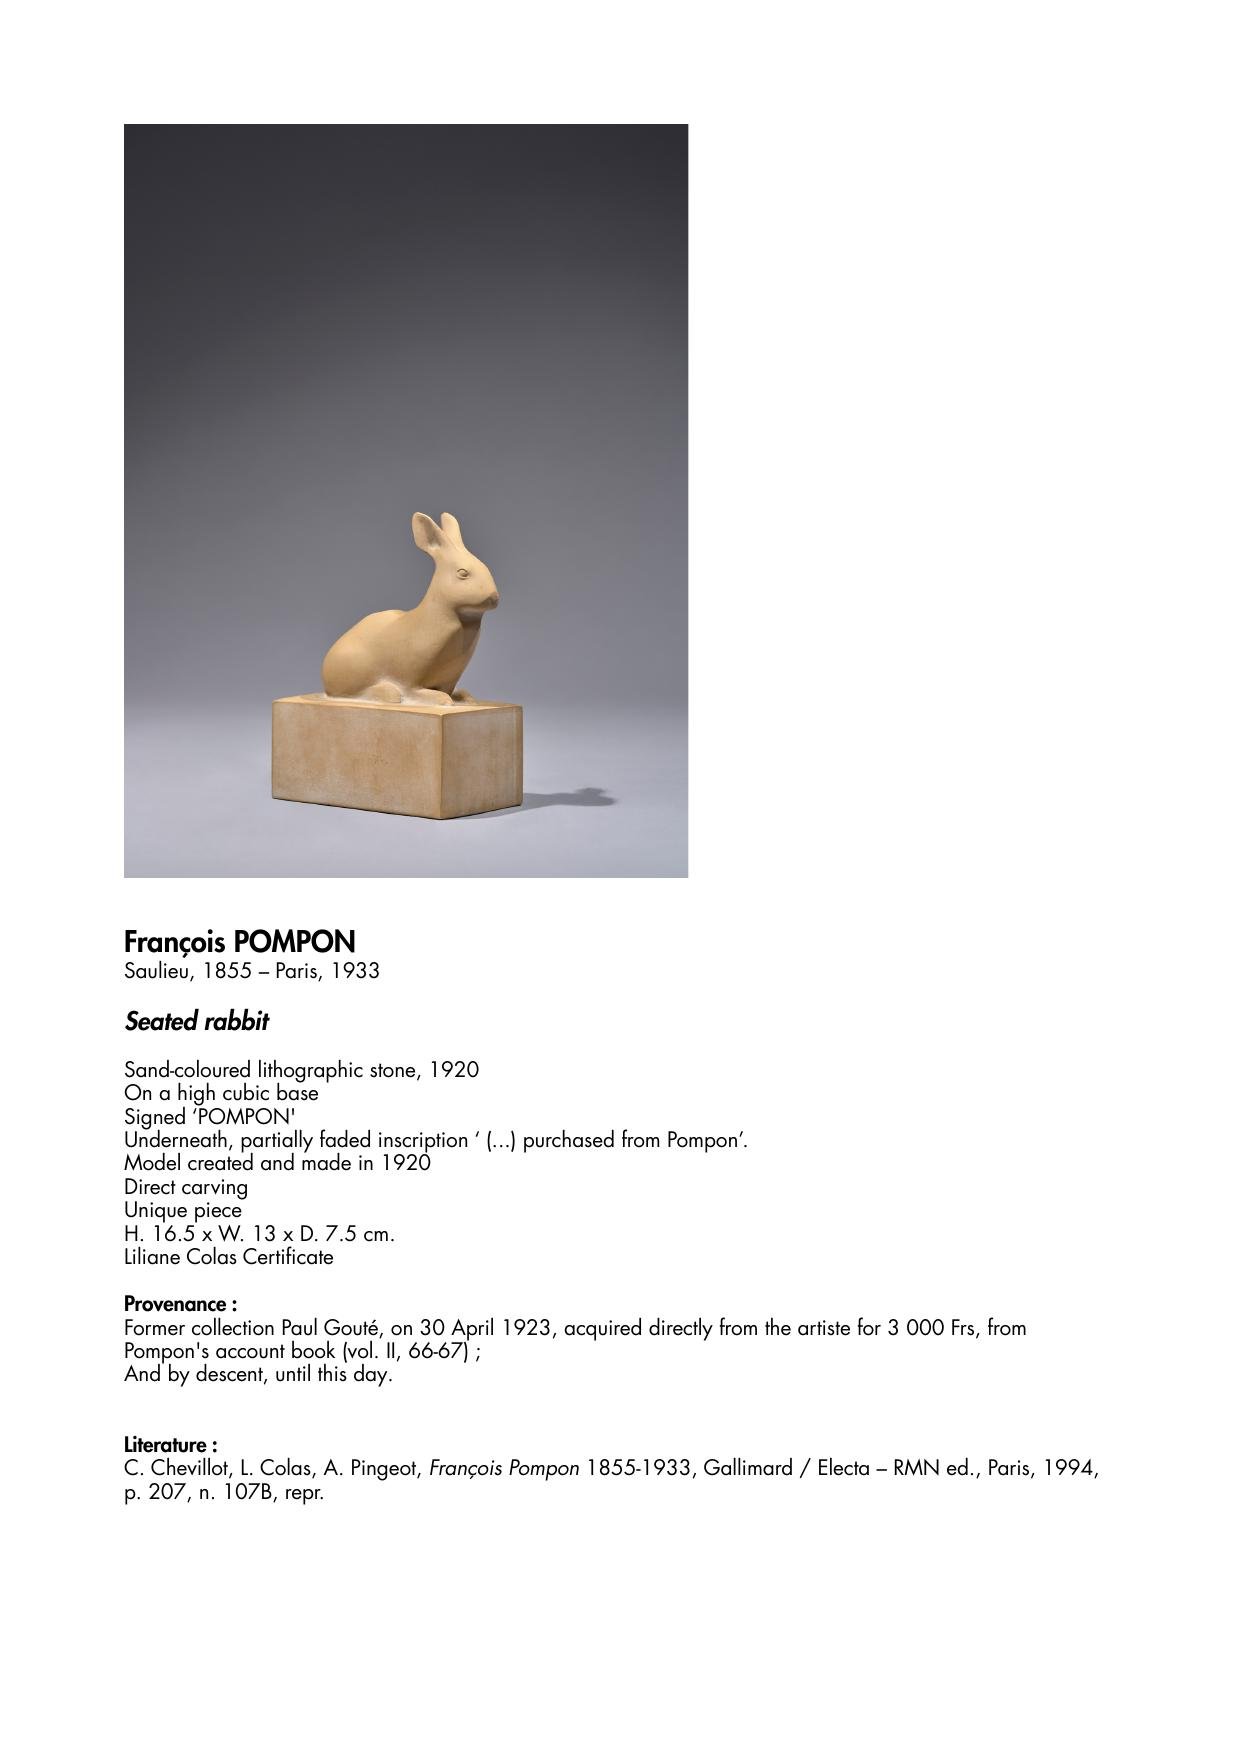 François POMPON
Saulieu, 1855 – Paris, 1933
Seated rabbit
Sand-coloured lithographic stone, 1920
On a high cubic base
Signed ‘POMPON'
Underneath, partially faded inscription ‘ (...) purchased from Pompon’.
Model created and made in 1920
Direct carving
Unique piece
H. 16.5 x W. 13 x D. 7.5 cm.
Liliane Colas Certificate
Provenance :
Former collection Paul Gouté, on 30 April 1923, acquired directly from the artiste for 3 000 Frs, from
Pompon's account book (vol. II, 66-67) ;
And by descent, until this day.
Literature :
C. Chevillot, L. Colas, A. Pingeot, François Pompon 1855-1933, Gallimard / Electa – RMN ed., Paris, 1994,
p. 207, n. 107B, repr.